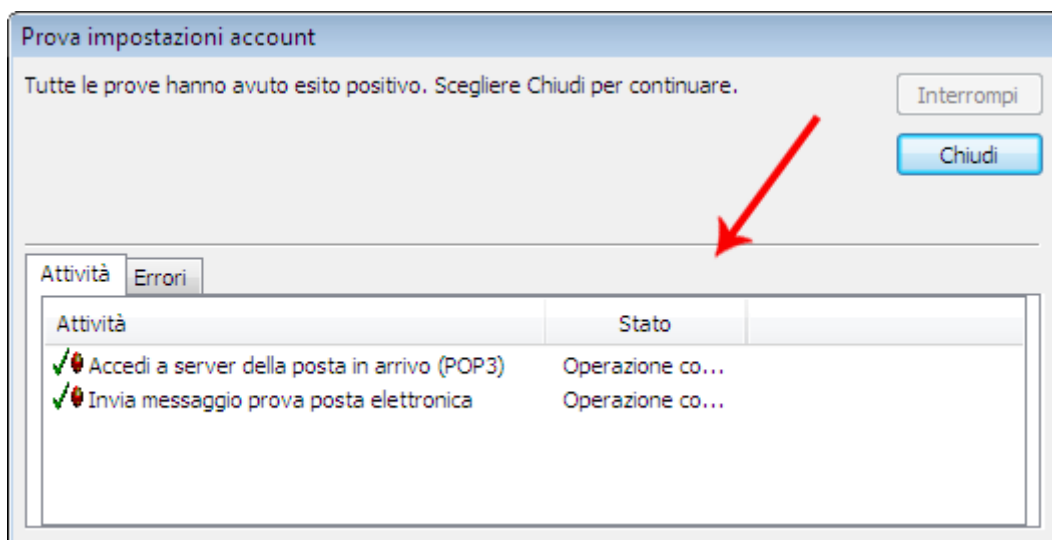 Prova impostazioni account
Tutte le prove hanno avuto esito positivo. Scegliere Chiudi per continuare.
Interrompi
Chiudi
Attività Errori
Attività Stato
Accedi a server della posta in arrivo (POP3) Operazione co...
Invia messaggio prova posta elettronica Operazione co...